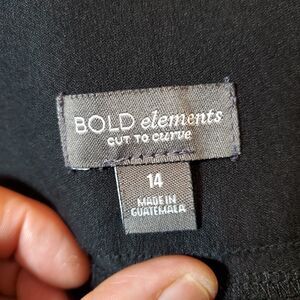 BOLD elements
CUT TO CURVE
14
MADE IN
GUATEMALA